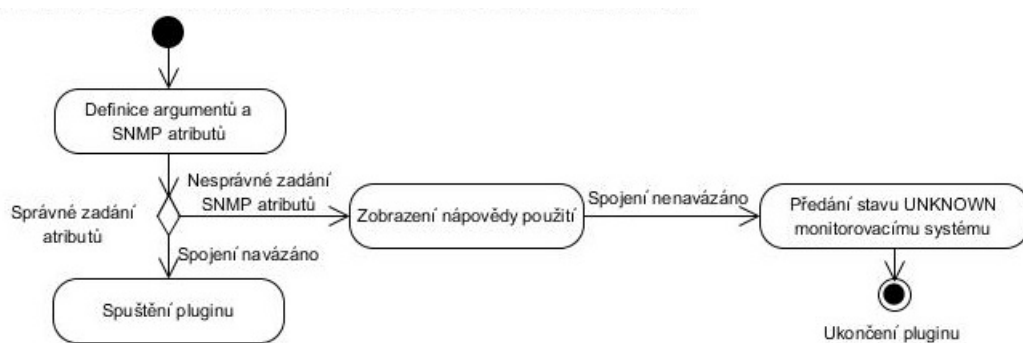 Definice argumentů a
SNMP atributů
Nesprávné zadání
SNMP atributů
Správné zadání
atributů
Zobrazení nápovědy použití
Spojení nenavázáno
Předání stavu UNKNOWN
monitorovacímu systému
Spojení navázáno
Spuštění pluginu
Ukončení pluginu